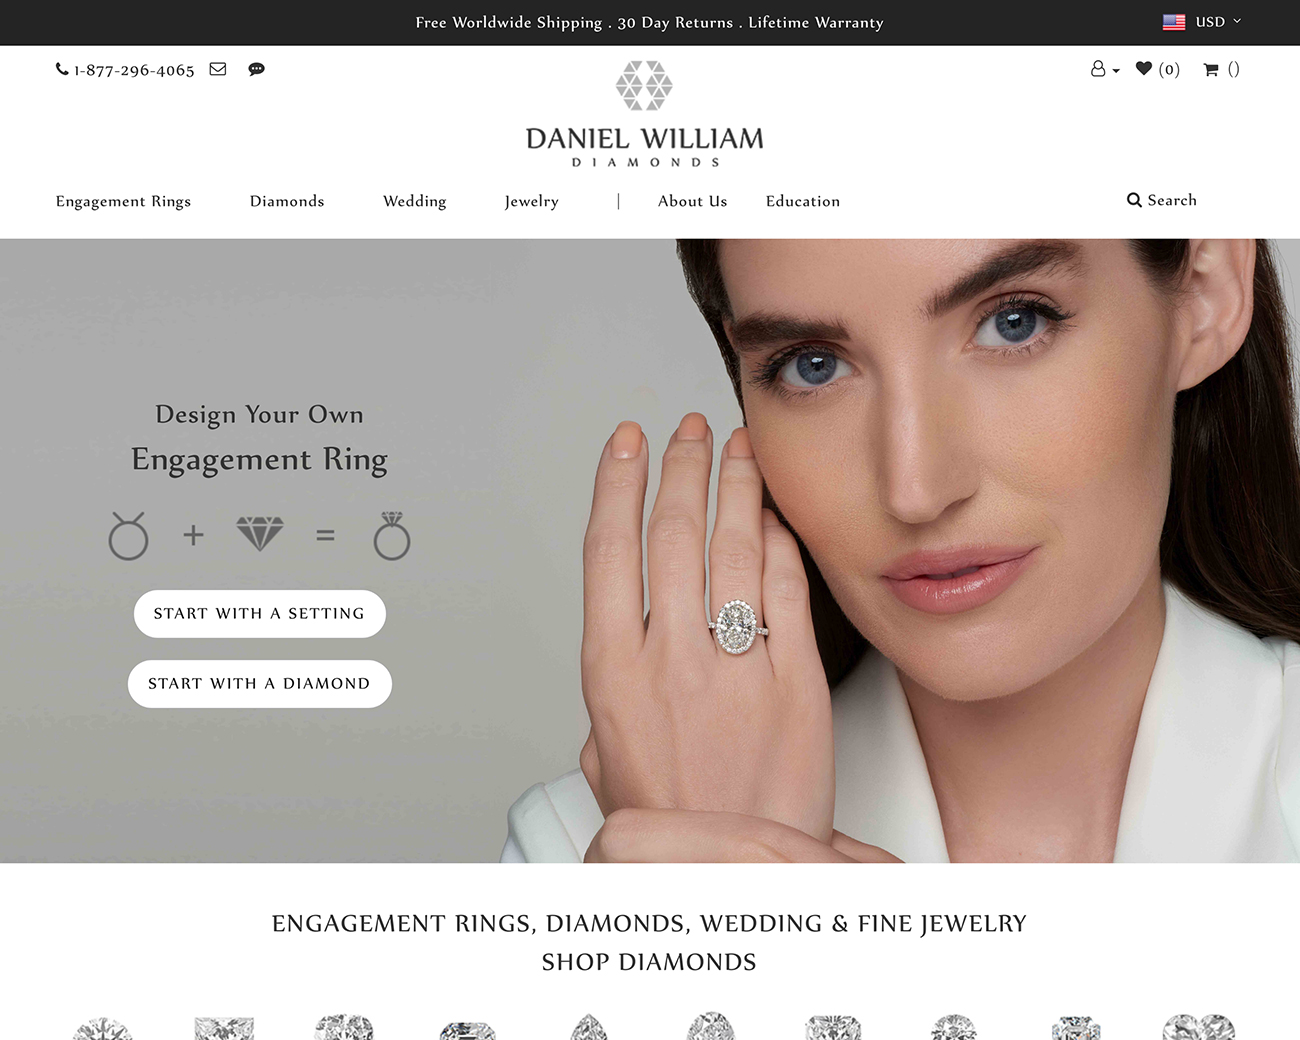 Free Worldwide Shipping . 30 Day Returns . Lifetime Warranty
USD
1-877-296-4065
(0)
()
DANIEL WILLIAM
DIAMONDS
Engagement Rings
Diamonds
Wedding
Jewelry
|
About Us
Education
Search
Design Your Own
Engagement Ring
+ =
START WITH A SETTING
START WITH A DIAMOND
ENGAGEMENT RINGS, DIAMONDS, WEDDING & FINE JEWELRY
SHOP DIAMONDS